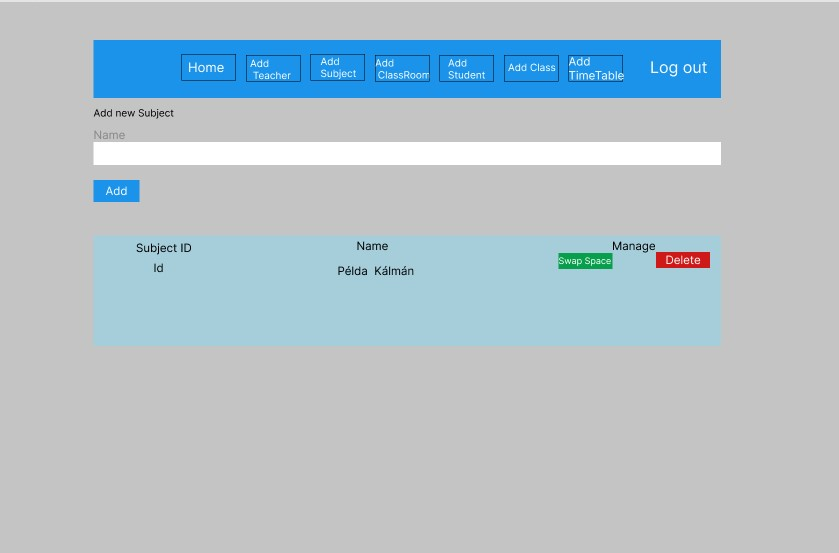 Home
Add
Teacher
Add
Subject
Add
ClassRoom
Add
Student
Add Class
Add
TimeTable
Log out
Add new Subject
Name
Add
Subject ID
Name
Manage
Swap Space
Delete
Id
Példa Kálmán